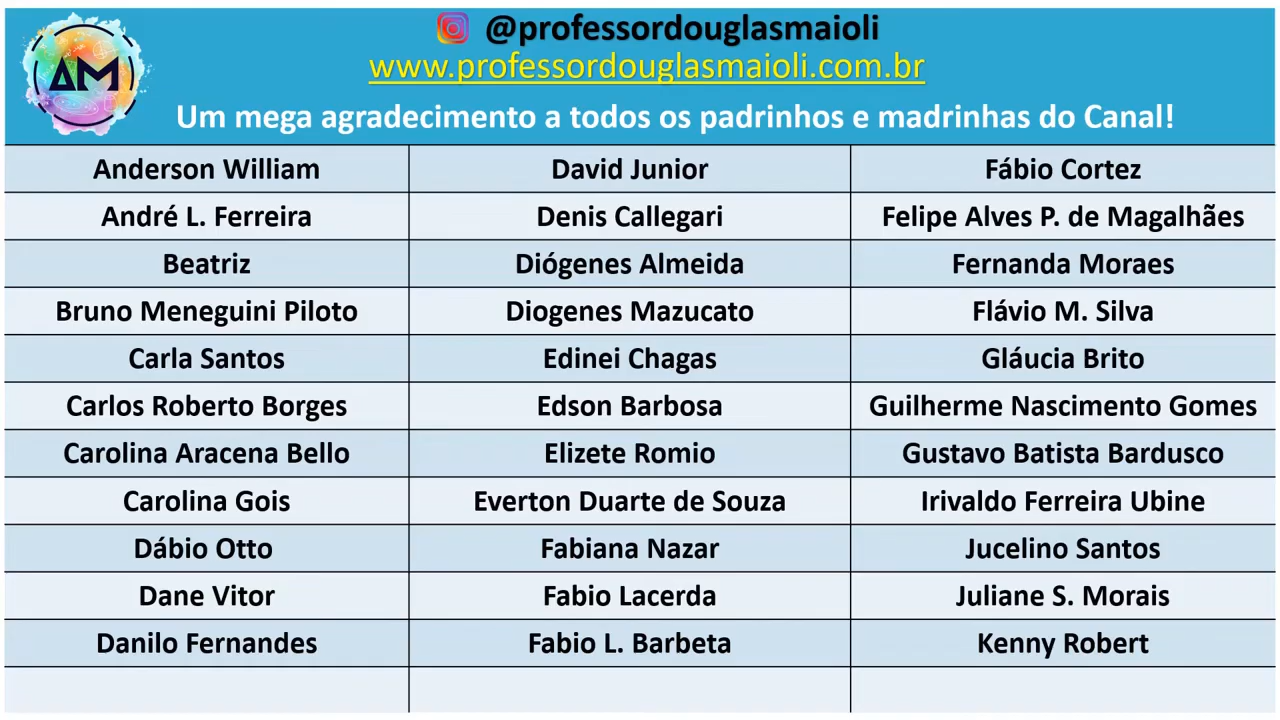 @professordouglasmaioli
www.professordouglasmaioli.com.br
ΔM
Um mega agradecimento a todos os padrinhos e madrinhas do Canal!
Anderson William David Junior Fábio Cortez
André L. Ferreira Denis Callegari Felipe Alves P. de Magalhães
Beatriz Diógenes Almeida Fernanda Moraes
Bruno Meneguini Piloto Diogenes Mazucato Flávio M. Silva
Carla Santos Edinei Chagas Gláucia Brito
Carlos Roberto Borges Edson Barbosa Guilherme Nascimento Gomes
Carolina Aracena Bello Elizete Romio Gustavo Batista Bardusco
Carolina Gois Everton Duarte de Souza Irivaldo Ferreira Ubine
Dábio Otto Fabiana Nazar Jucelino Santos
Dane Vitor Fabio Lacerda Juliane S. Morais
Danilo Fernandes Fabio L. Barbeta Kenny Robert